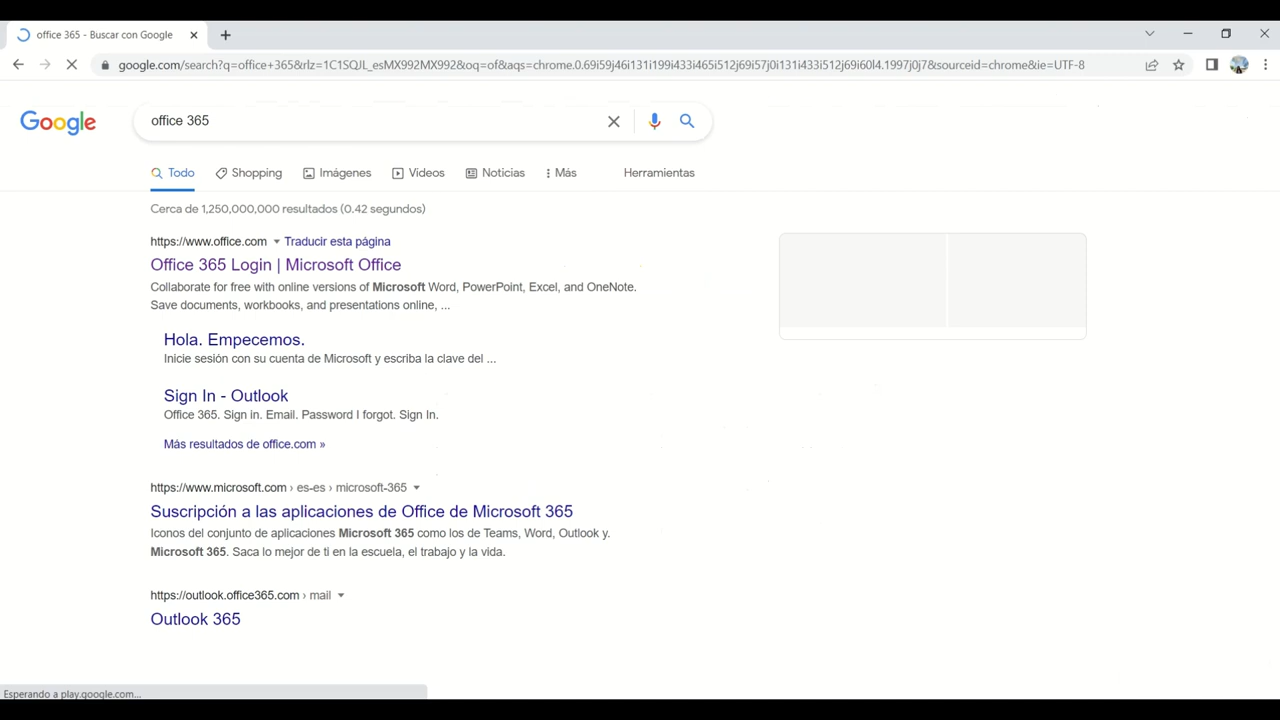 office 365 - Buscar con Google
google.com/search?q=office+365&rlz=1C1SQJL_esMX992MX992&oq=of&aqs=chrome.0.69i59j46i131i199i433i465i512j69i57j0i131i433i512j69i60l4.1997j0j7&sourceid=chrome&ie=UTF-8
Google
office 365
Todo
Shopping
Imágenes
Vídeos
Noticias
Más
Herramientas
Cerca de 1,250,000,000 resultados (0.42 segundos)
https://www.office.com Traducir esta página
Office 365 Login | Microsoft Office
Collaborate for free with online versions of Microsoft Word, PowerPoint, Excel, and OneNote.
Save documents, workbooks, and presentations online, ...
Hola. Empecemos.
Inicie sesión con su cuenta de Microsoft y escriba la clave del ...
Sign In - Outlook
Office 365. Sign in. Email. Password I forgot. Sign In.
Más resultados de office.com »
https://www.microsoft.com › es-es › microsoft-365
Suscripción a las aplicaciones de Office de Microsoft 365
Iconos del conjunto de aplicaciones Microsoft 365 como los de Teams, Word, Outlook y.
Microsoft 365. Saca lo mejor de ti en la escuela, el trabajo y la vida.
https://outlook.office365.com › mail
Outlook 365
Esperando a play.google.com...